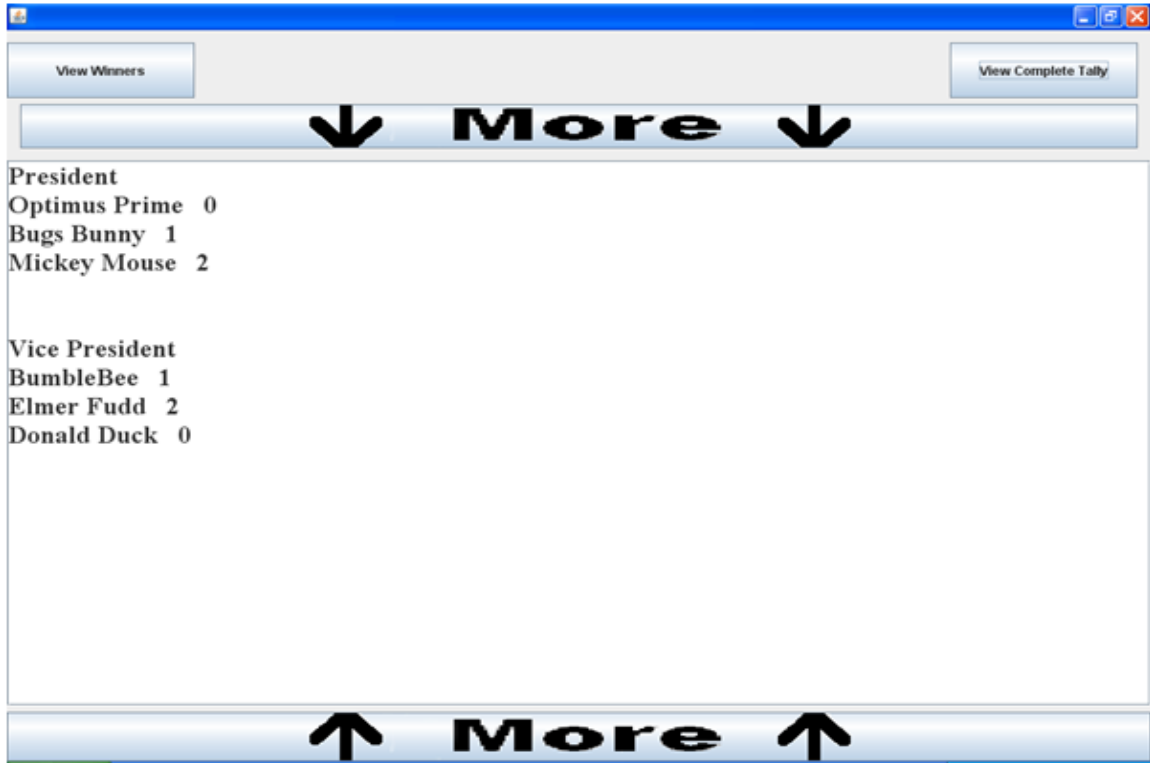 View Winners
View Complete Tally
More
President
Optimus Prime 0
Bugs Bunny 1
Mickey Mouse 2
Vice President
BumbleBee 1
Elmer Fudd 2
Donald Duck 0
More